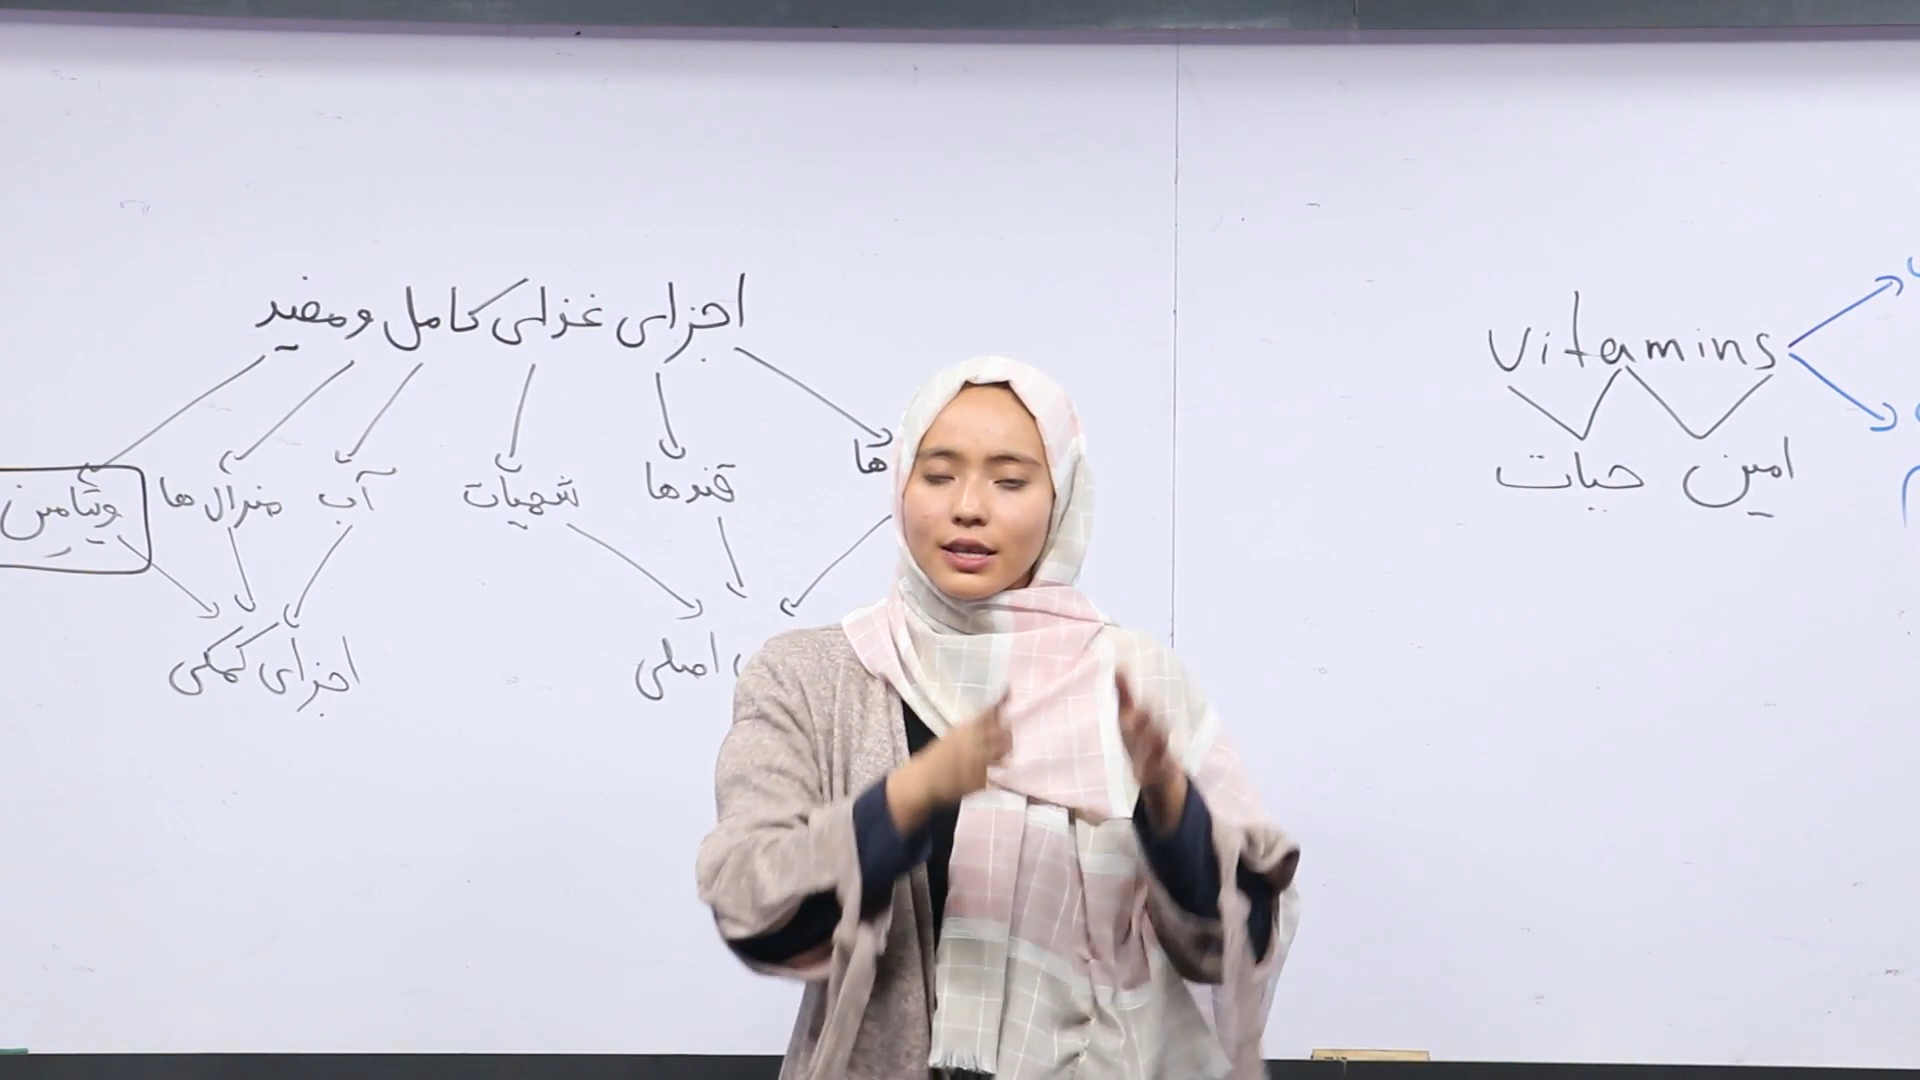 اجزای غذای کامل و مفید
ها قندها شحمیات آب منرال ها ویتامین
اصلی اجزای کمکی
vitamins
امین حیات